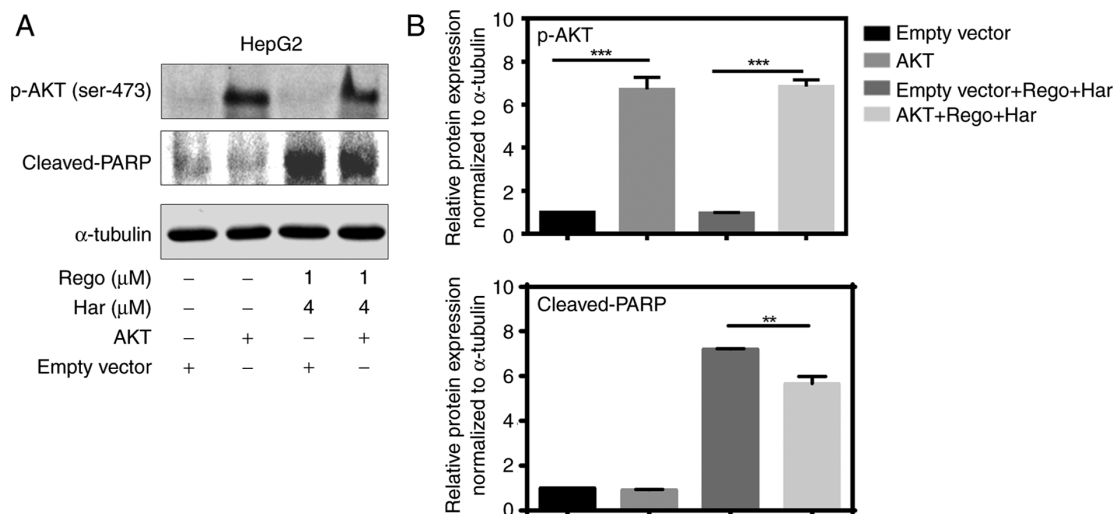 A
HepG2
p-AKT (ser-473)
Cleaved-PARP
α-tubulin
Rego (μM) – – 1 1
Har (μM) – – 4 4
AKT – + – +
Empty vector + – + –
B
Relative protein expression
normalized to α-tubulin
10
8
6
4
2
0
p-AKT
***
***
Empty vector
AKT
Empty vector+Rego+Har
AKT+Rego+Har
Relative protein expression
normalized to α-tubulin
10
8
6
4
2
0
Cleaved-PARP
**